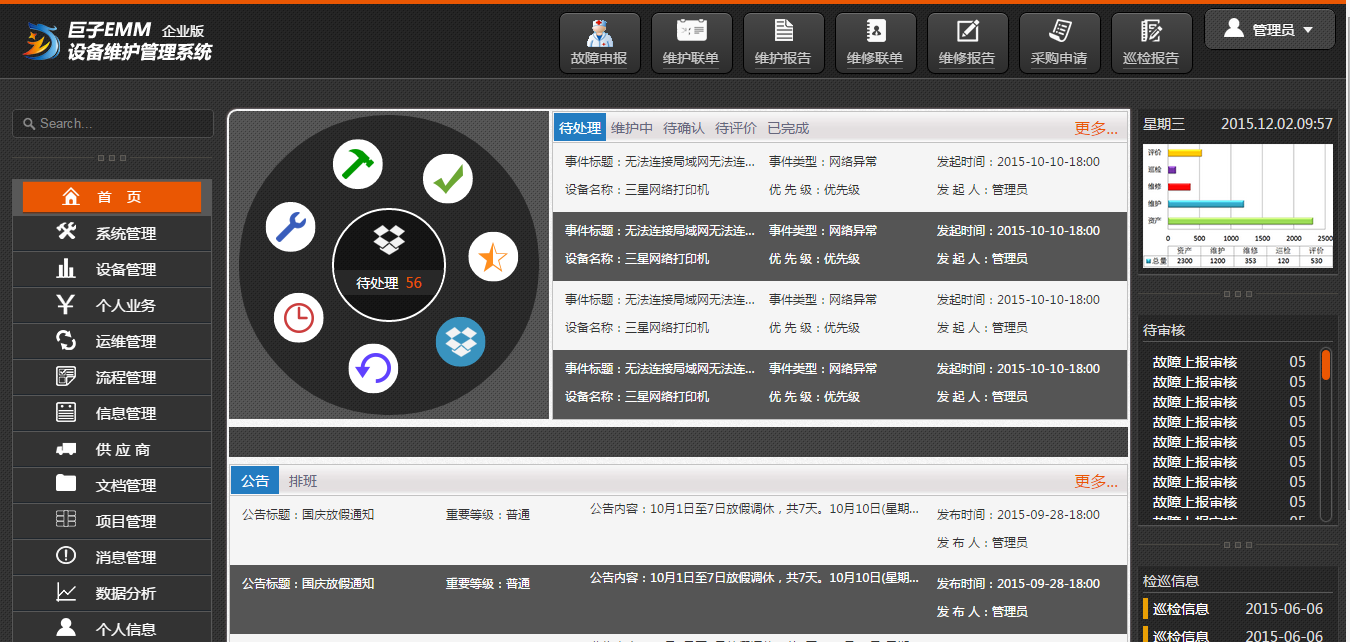 巨子EMM 企业版
设备维护管理系统
故障申报 维护联单 维护报告 维修联单 维修报告 采购申请 巡检报告 管理员
Search...
首 页
系统管理
设备管理
个人业务
运维管理
流程管理
信息管理
供 应 商
文档管理
项目管理
消息管理
数据分析
个人信息
待处理 56
待处理 维护中 待确认 待评价 已完成 更多...
事件标题：无法连接局域网无法连... 事件类型：网络异常 发起时间：2015-10-10-18:00
设备名称：三星网络打印机 优 先 级：优先级 发 起 人：管理员
事件标题：无法连接局域网无法连... 事件类型：网络异常 发起时间：2015-10-10-18:00
设备名称：三星网络打印机 优 先 级：优先级 发 起 人：管理员
事件标题：无法连接局域网无法连... 事件类型：网络异常 发起时间：2015-10-10-18:00
设备名称：三星网络打印机 优 先 级：优先级 发 起 人：管理员
事件标题：无法连接局域网无法连... 事件类型：网络异常 发起时间：2015-10-10-18:00
设备名称：三星网络打印机 优 先 级：优先级 发 起 人：管理员
公告 排班 更多...
公告标题：国庆放假通知 重要等级：普通 公告内容：10月1日至7日放假调休，共7天。10月10日(星期... 发布时间：2015-09-28-18:00
发 布 人：管理员
公告标题：国庆放假通知 重要等级：普通 公告内容：10月1日至7日放假调休，共7天。10月10日(星期... 发布时间：2015-09-28-18:00
发 布 人：管理员
星期三 2015.12.02.09:57
评价
巡检
维修
维护
资产
0 500 1000 1500 2000 2500
资产 维护 维修 巡检 评价
总量 2300 1200 353 120 530
待审核
故障上报审核 05
故障上报审核 05
故障上报审核 05
故障上报审核 05
故障上报审核 05
故障上报审核 05
故障上报审核 05
故障上报审核 05
故障上报审核 05
检巡信息
巡检信息 2015-06-06
巡检信息 2015-06-06